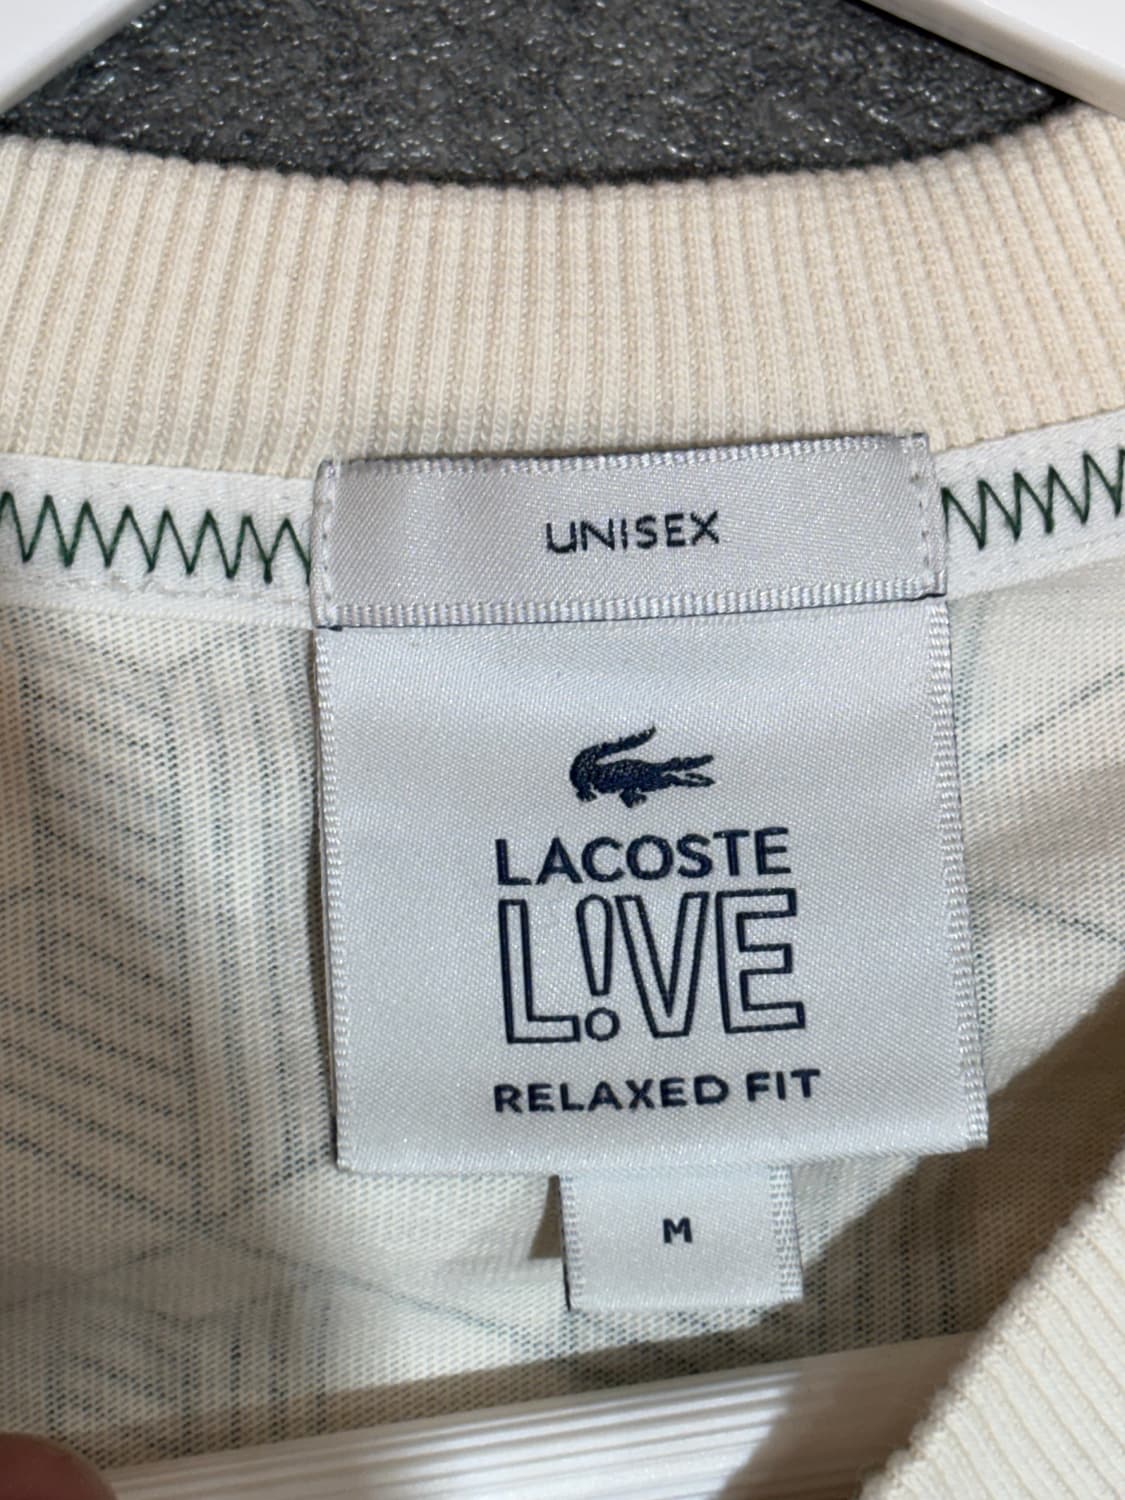 UNISEX
LACOSTE
L!VE
RELAXED FIT
M